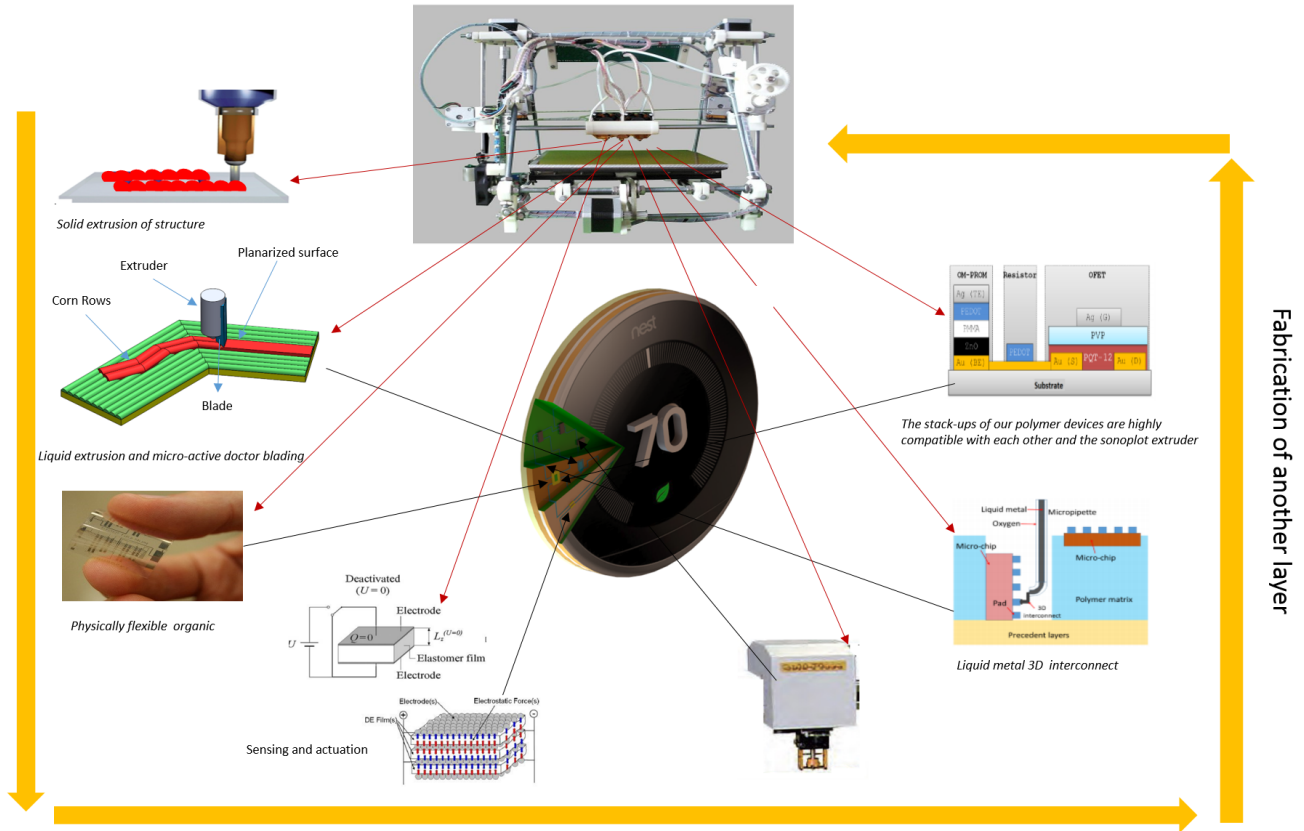 Solid extrusion of structure
Planarized surface
Extruder
Corn Rows
Blade
Liquid extrusion and micro-active doctor blading
Physically flexible organic
Deactivated
(U = 0)
Electrode
Q=0
L₂(U=0)
U
Elastomer film
Electrode
Electrode(s)
Electrostatic Force(s)
DE Film(s)
+
-
Sensing and actuation
nest
70
OM-PROM
Resistor
OFET
Ag (TE)
PEDOT
PMMA
ZnO
Au (BE)
PEDOT
Ag (G)
PVP
Au (S)
PQT-12
Au (D)
Substrate
The stack-ups of our polymer devices are highly
compatible with each other and the sonoplot extruder
Liquid metal
Micropipette
Oxygen
Micro-chip
Micro-chip
Pad
3D
interconnect
Polymer matrix
Precedent layers
Liquid metal 3D interconnect
Fabrication of another layer